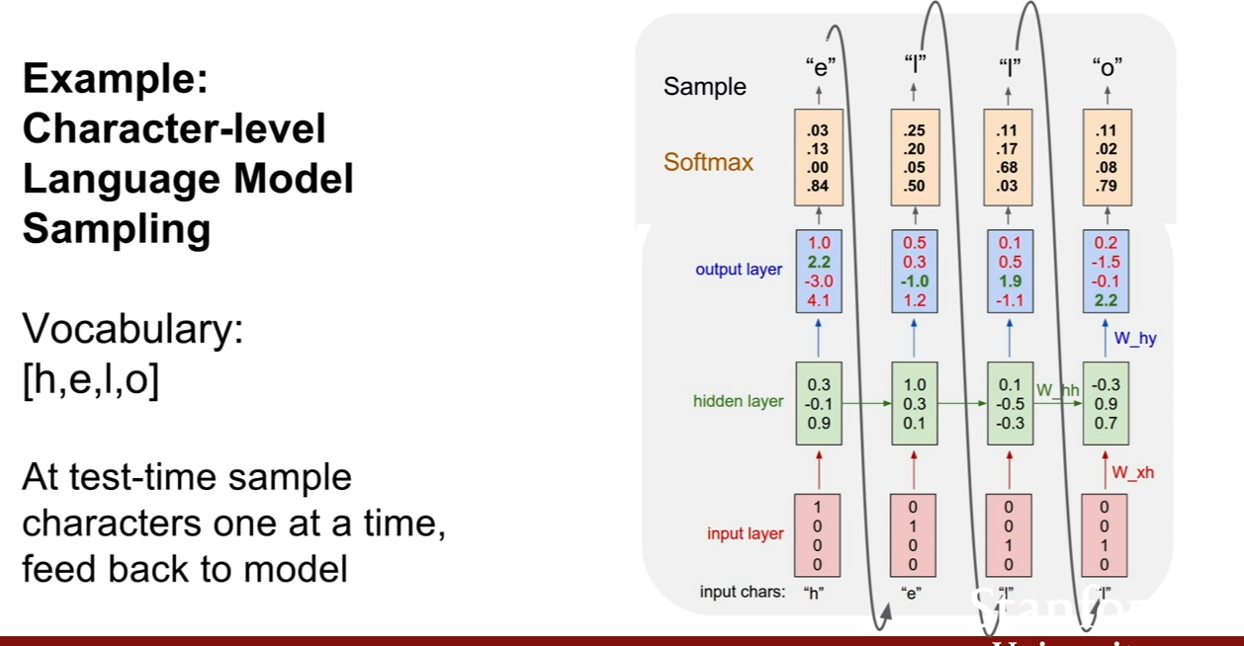 Example:
Character-level
Language Model
Sampling
Vocabulary:
[h,e,l,o]
At test-time sample
characters one at a time,
feed back to model
Sample
“e” “l” “l” “o”
Softmax
.03 .25 .11 .11
.13 .20 .17 .02
.00 .05 .68 .08
.84 .50 .03 .79
output layer
1.0 0.5 0.1 0.2
2.2 0.3 0.5 -1.5
-3.0 -1.0 1.9 -0.1
4.1 1.2 -1.1 2.2
W_hy
hidden layer
0.3 1.0 0.1 -0.3
-0.1 0.3 -0.5 0.9
0.9 0.1 -0.3 0.7
W_hh
W_xh
input layer
1 0 0 0
0 1 0 0
0 0 1 1
0 0 0 0
input chars: “h” “e” “l” “l”